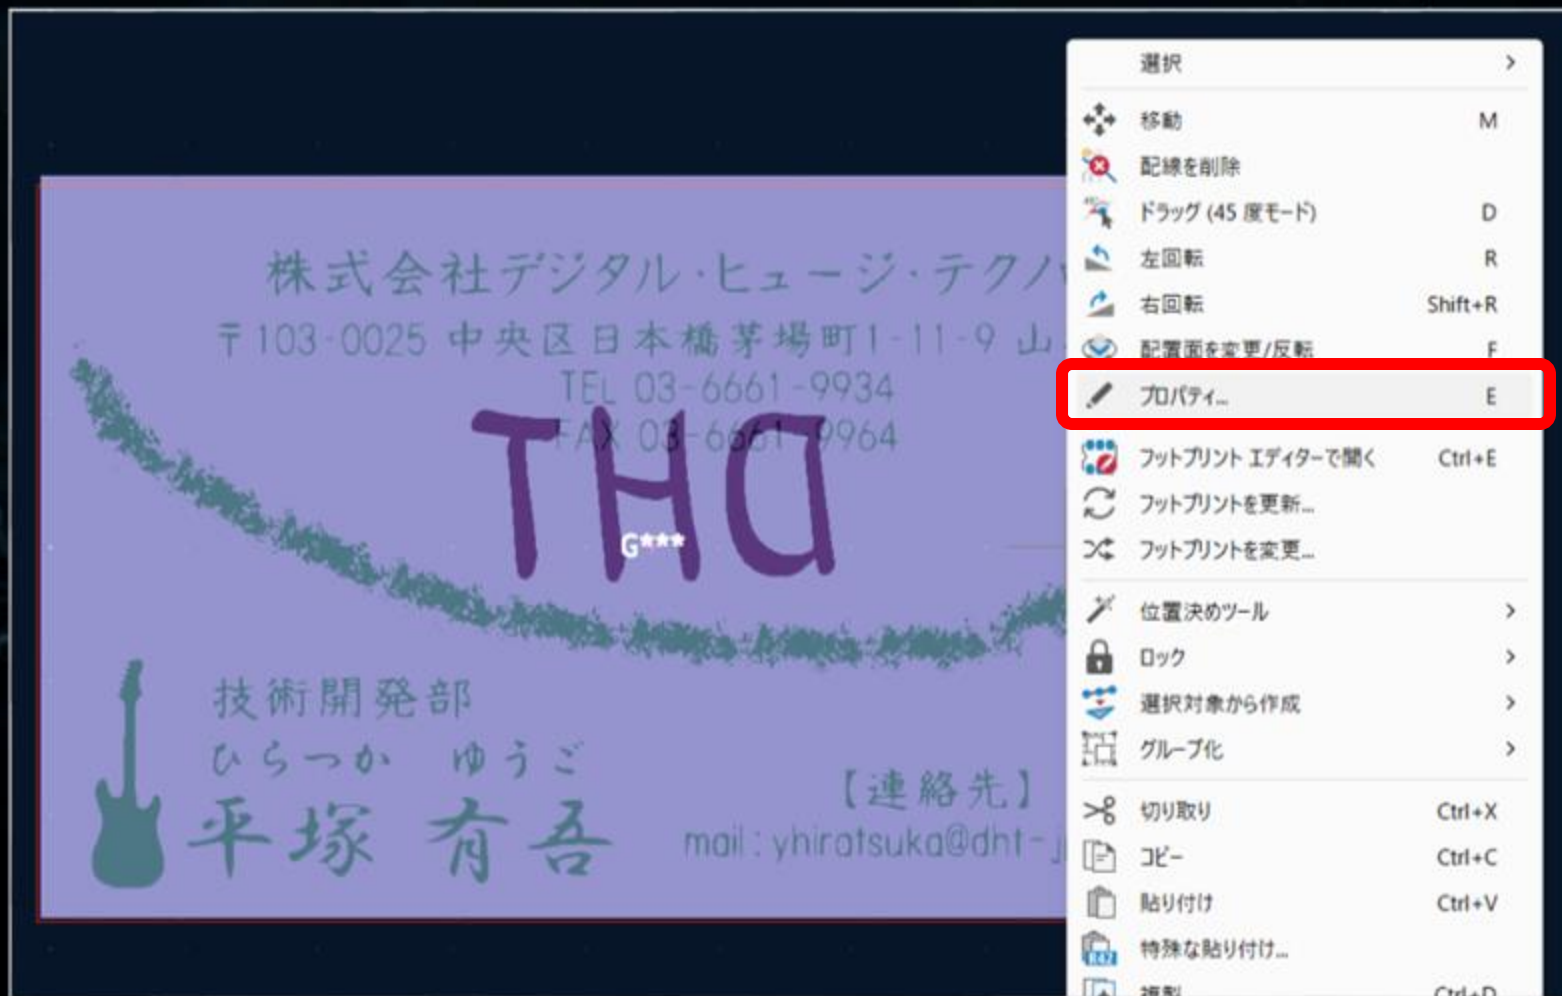 株式会社デジタル・ヒュージ・テクノ
〒103-0025 中央区日本橋茅場町1-11-9 山
TEL 03-6661-9934
FAX 03-6661-9964
THD
G***
技術開発部
ひらつか ゆうご
平塚 有吾
【連絡先】
mail:yhiratsuka@dht-j
選択
移動 M
配線を削除
ドラッグ (45 度モード) D
左回転 R
右回転 Shift+R
配置面を変更/反転 F
プロパティ... E
フットプリント エディターで開く Ctrl+E
フットプリントを更新...
フットプリントを変更...
位置決めツール
ロック
選択対象から作成
グループ化
切り取り Ctrl+X
コピー Ctrl+C
貼り付け Ctrl+V
特殊な貼り付け...
複製 Ctrl+D